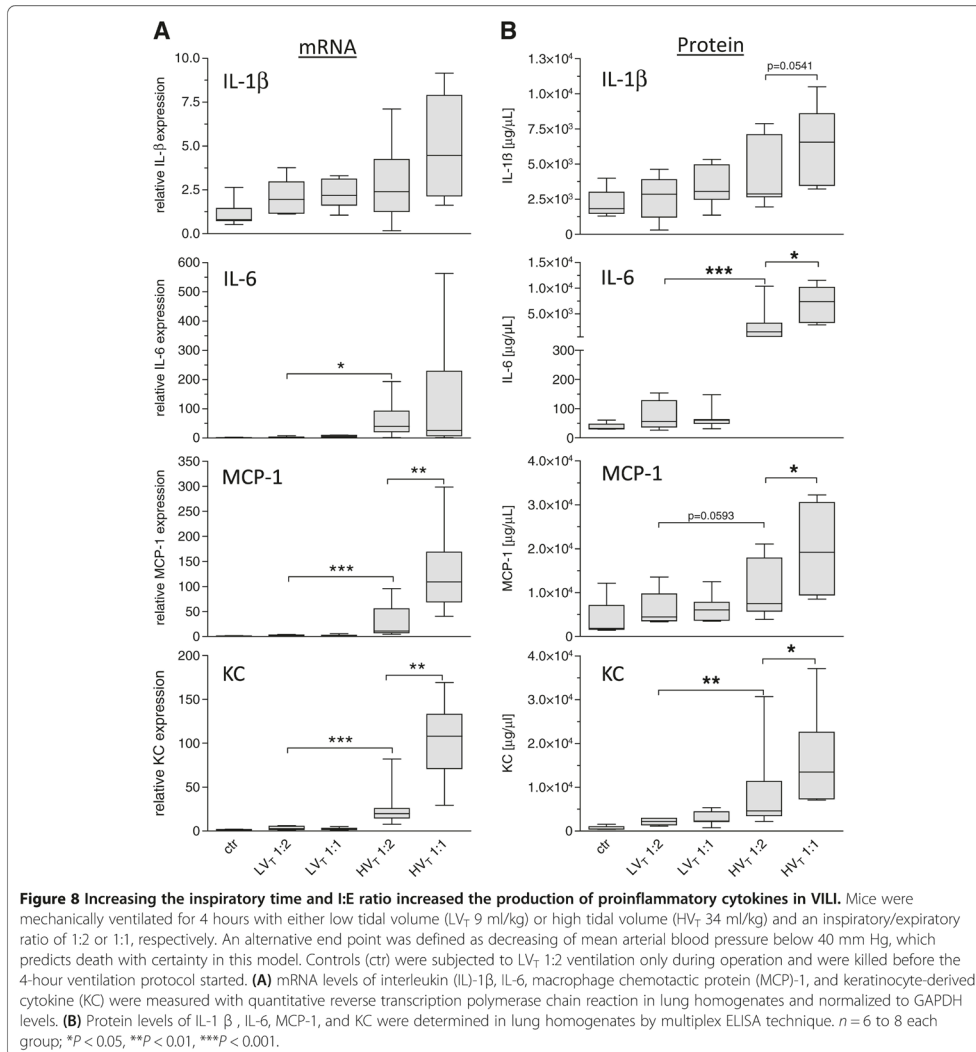 A
mRNA
IL-1β
relative IL-β expression
10.0
7.5
5.0
2.5
0.0
IL-6
relative IL-6 expression
600
500
400
300
200
100
50
0
*
MCP-1
relative MCP-1 expression
350
300
250
200
150
100
50
0
***
**
KC
relative KC expression
200
150
100
50
0
***
**
ctr
LVT 1:2
LVT 1:1
HVT 1:2
HVT 1:1
B
Protein
IL-1β
IL-1ß [µg/µL]
1.3×10⁴
1.0×10⁴
7.5×10³
5.0×10³
2.5×10³
0
p=0.0541
IL-6
IL-6 [µg/µL]
1.5×10⁴
1.0×10⁴
5.0×10³
300
200
100
0
***
*
MCP-1
MCP-1 [µg/µL]
4.0×10⁴
3.0×10⁴
2.0×10⁴
1.0×10⁴
0
p=0.0593
*
KC
KC [µg/µl]
4.0×10⁴
3.0×10⁴
2.0×10⁴
1.0×10⁴
0
**
*
ctr
LVT 1:2
LVT 1:1
HVT 1:2
HVT 1:1
Figure 8 Increasing the inspiratory time and I:E ratio increased the production of proinflammatory cytokines in VILI. Mice were
mechanically ventilated for 4 hours with either low tidal volume (LVT 9 ml/kg) or high tidal volume (HVT 34 ml/kg) and an inspiratory/expiratory
ratio of 1:2 or 1:1, respectively. An alternative end point was defined as decreasing of mean arterial blood pressure below 40 mm Hg, which
predicts death with certainty in this model. Controls (ctr) were subjected to LVT 1:2 ventilation only during operation and were killed before the
4-hour ventilation protocol started. (A) mRNA levels of interleukin (IL)-1β, IL-6, macrophage chemotactic protein (MCP)-1, and keratinocyte-derived
cytokine (KC) were measured with quantitative reverse transcription polymerase chain reaction in lung homogenates and normalized to GAPDH
levels. (B) Protein levels of IL-1 β , IL-6, MCP-1, and KC were determined in lung homogenates by multiplex ELISA technique. n = 6 to 8 each
group; *P < 0.05, **P < 0.01, ***P < 0.001.